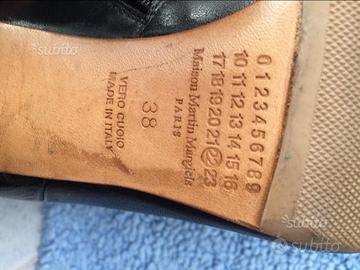 0 1 2 3 4 5 6 7 8 9
10 11 12 13 14 15 16
17 18 19 20 21 22 23
Maison Martin Margiela
PARIS
38
VERO CUOIO
MADE IN ITALY
subito
subito